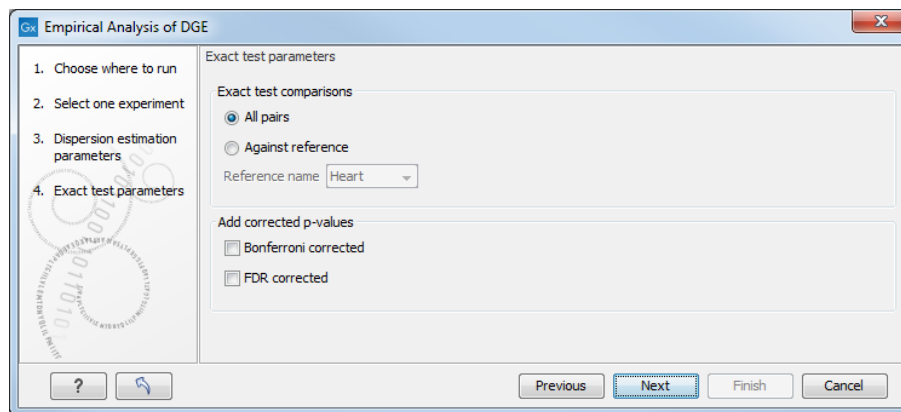 Gx Empirical Analysis of DGE
1. Choose where to run
2. Select one experiment
3. Dispersion estimation
parameters
4. Exact test parameters
Exact test parameters
Exact test comparisons
All pairs
Against reference
Reference name Heart
Add corrected p-values
Bonferroni corrected
FDR corrected
? Previous Next Finish Cancel